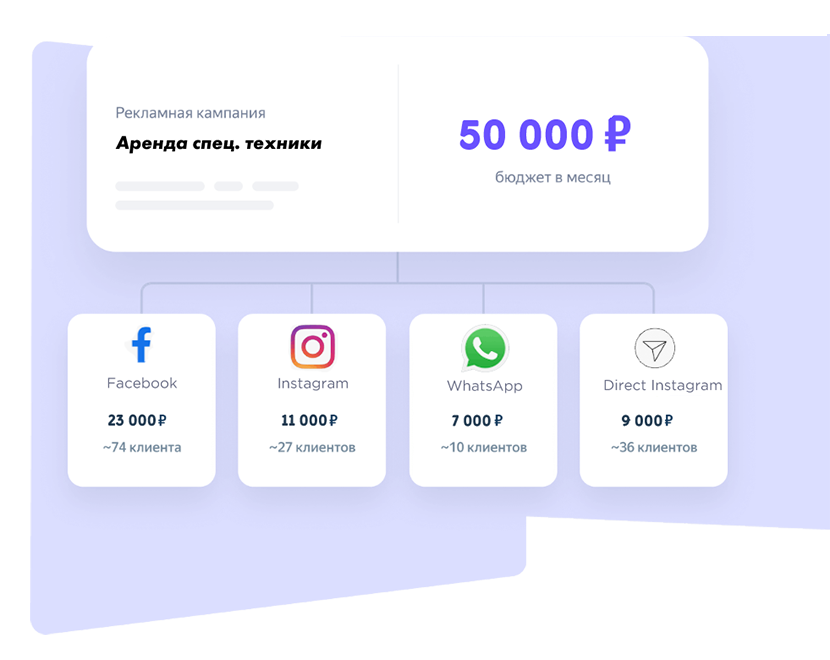 Рекламная кампания
Аренда спец. техники
50 000 ₽
бюджет в месяц
Facebook
23 000 ₽
~74 клиента
Instagram
11 000 ₽
~27 клиентов
WhatsApp
7 000 ₽
~10 клиентов
Direct Instagram
9 000 ₽
~36 клиентов